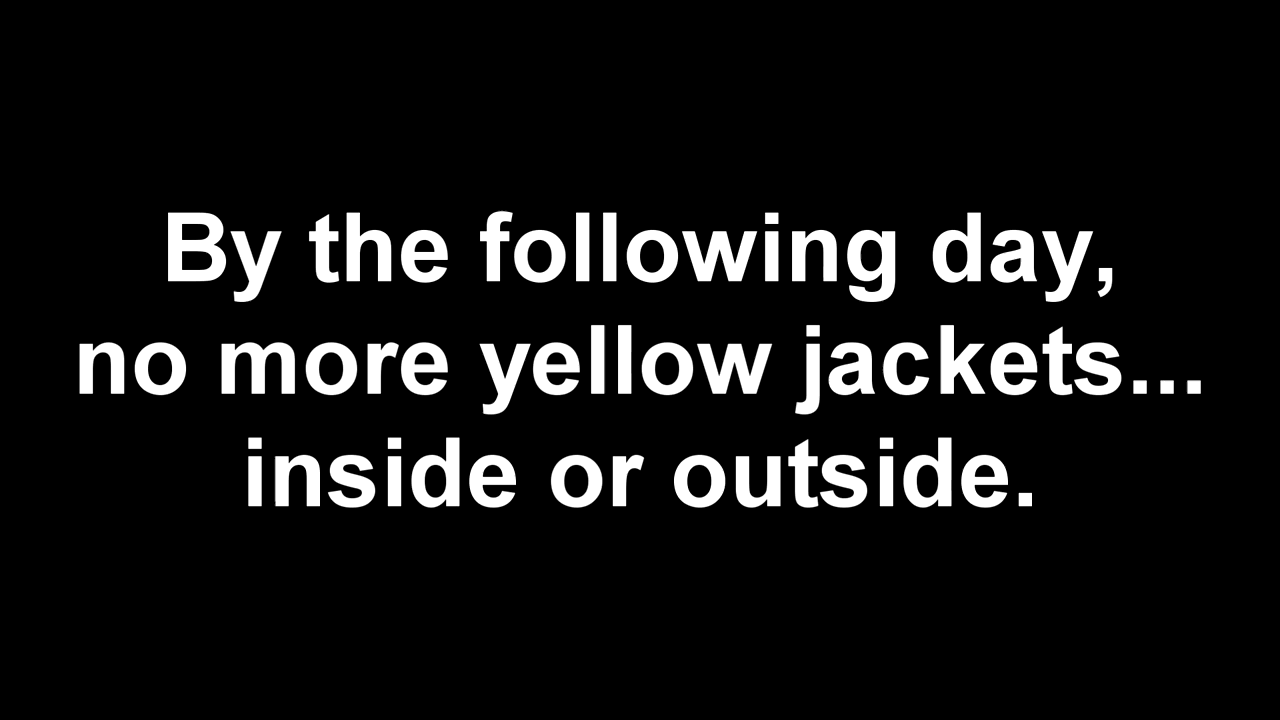 By the following day,
no more yellow jackets...
inside or outside.